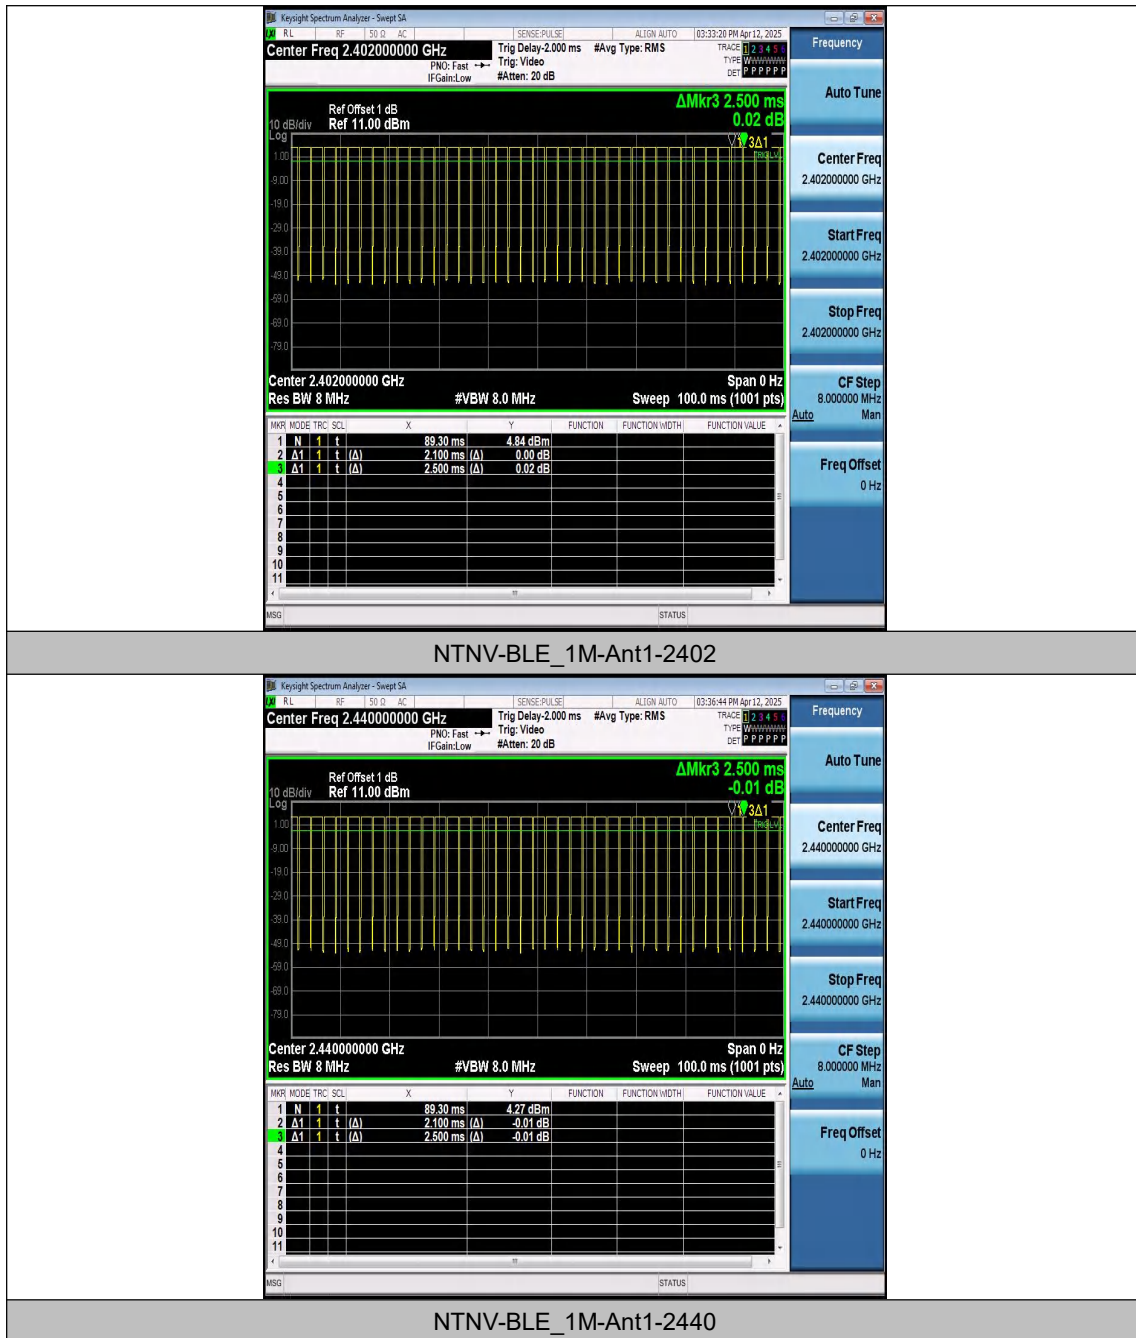 Keysight Spectrum Analyzer - Swept SA
RL RF 50 Ω AC SENSE:PULSE ALIGN AUTO 03:33:20 PM Apr 12, 2025
Center Freq 2.402000000 GHz Trig Delay-2.000 ms #Avg Type: RMS TRACE 1 2 3 4 5 6
PNO: Fast Trig: Video TYPE W
IFGain:Low #Atten: 20 dB DET P P P P P P
Frequency
Auto Tune
Center Freq
2.402000000 GHz
Start Freq
2.402000000 GHz
Stop Freq
2.402000000 GHz
CF Step
8.000000 MHz
Auto Man
Freq Offset
0 Hz
ΔMkr3 2.500 ms
0.02 dB
Ref Offset 1 dB
10 dB/div Ref 11.00 dBm
Log
3Δ1
1.00
-9.00
-19.0
-29.0
-39.0
-49.0
-59.0
-69.0
-79.0
Center 2.402000000 GHz Span 0 Hz
Res BW 8 MHz #VBW 8.0 MHz Sweep 100.0 ms (1001 pts)
MKR MODE TRC SCL X Y FUNCTION FUNCTION WIDTH FUNCTION VALUE
1 N 1 t 89.30 ms 4.84 dBm
2 Δ1 1 t (Δ) 2.100 ms (Δ) 0.00 dB
3 Δ1 1 t (Δ) 2.500 ms (Δ) 0.02 dB
4
5
6
7
8
9
10
11
MSG STATUS
NTNV-BLE_1M-Ant1-2402
Keysight Spectrum Analyzer - Swept SA
RL RF 50 Ω AC SENSE:PULSE ALIGN AUTO 03:36:44 PM Apr 12, 2025
Center Freq 2.440000000 GHz Trig Delay-2.000 ms #Avg Type: RMS TRACE 1 2 3 4 5 6
PNO: Fast Trig: Video TYPE W
IFGain:Low #Atten: 20 dB DET P P P P P P
Frequency
Auto Tune
Center Freq
2.440000000 GHz
Start Freq
2.440000000 GHz
Stop Freq
2.440000000 GHz
CF Step
8.000000 MHz
Auto Man
Freq Offset
0 Hz
ΔMkr3 2.500 ms
-0.01 dB
Ref Offset 1 dB
10 dB/div Ref 11.00 dBm
Log
3Δ1
1.00
-9.00
-19.0
-29.0
-39.0
-49.0
-59.0
-69.0
-79.0
Center 2.440000000 GHz Span 0 Hz
Res BW 8 MHz #VBW 8.0 MHz Sweep 100.0 ms (1001 pts)
MKR MODE TRC SCL X Y FUNCTION FUNCTION WIDTH FUNCTION VALUE
1 N 1 t 89.30 ms 4.27 dBm
2 Δ1 1 t (Δ) 2.100 ms (Δ) -0.01 dB
3 Δ1 1 t (Δ) 2.500 ms (Δ) -0.01 dB
4
5
6
7
8
9
10
11
MSG STATUS
NTNV-BLE_1M-Ant1-2440